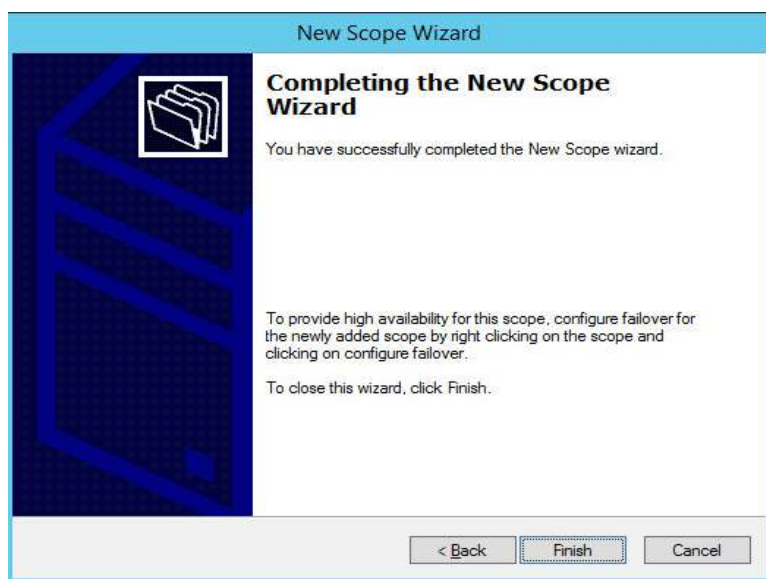 New Scope Wizard
Completing the New Scope
Wizard
You have successfully completed the New Scope wizard.
To provide high availability for this scope, configure failover for
the newly added scope by right clicking on the scope and
clicking on configure failover.
To close this wizard, click Finish.
< Back
Finish
Cancel